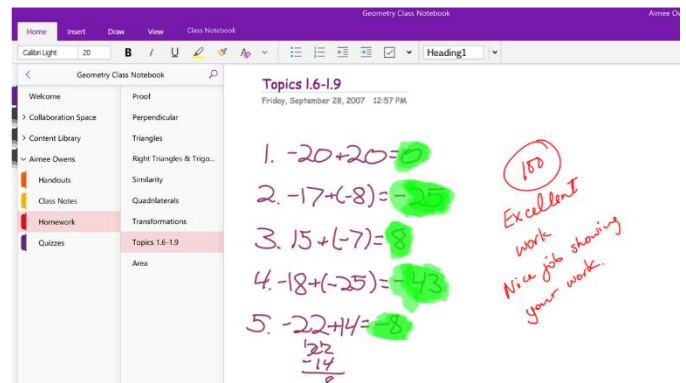 Geometry Class Notebook
Aimee Ow
Home Insert Draw View Class Notebook
Calibri Light 20 B I U Heading1
Geometry Class Notebook
Welcome
> Collaboration Space
> Content Library
Aimee Owens
Handouts
Class Notes
Homework
Quizzes
Proof
Perpendicular
Triangles
Right Triangles & Trigo...
Similarity
Quadrilaterals
Transformations
Topics 1.6-1.9
Area
Topics 1.6-1.9
Friday, September 28, 2007 12:57 PM
1. -20+20=0
2. -17+(-8)=-25
3. 15+(-7)=8
4. -18+(-25)=-43
5. -22+14=-8
-14
8
100
Excellent
work
Nice job showing
your work.